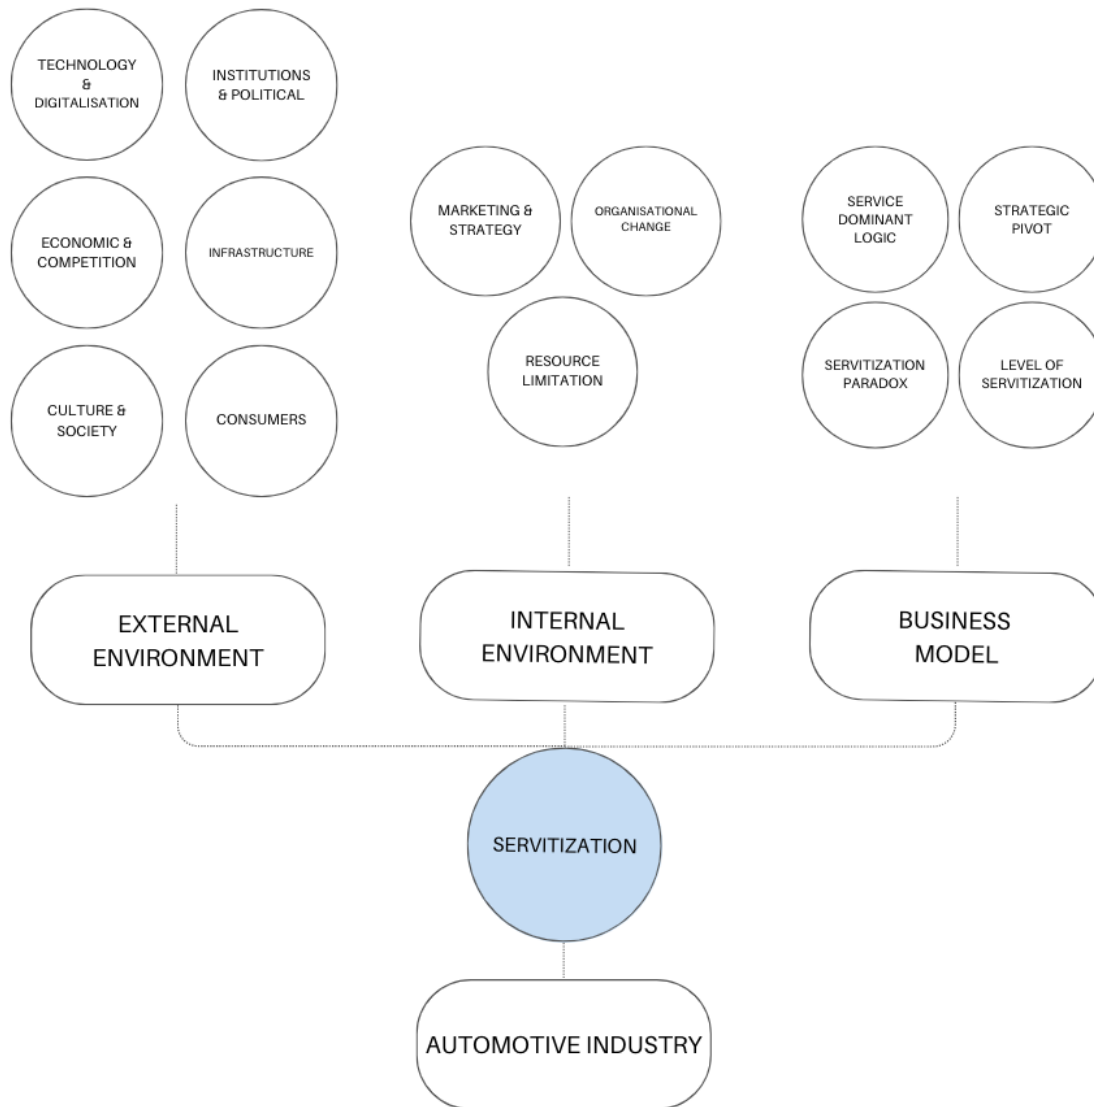 TECHNOLOGY
&
DIGITALISATION
INSTITUTIONS
& POLITICAL
ECONOMIC &
COMPETITION
INFRASTRUCTURE
CULTURE &
SOCIETY
CONSUMERS
MARKETING &
STRATEGY
ORGANISATIONAL
CHANGE
RESOURCE
LIMITATION
SERVICE
DOMINANT
LOGIC
STRATEGIC
PIVOT
SERVITIZATION
PARADOX
LEVEL OF
SERVITIZATION
EXTERNAL
ENVIRONMENT
INTERNAL
ENVIRONMENT
BUSINESS
MODEL
SERVITIZATION
AUTOMOTIVE INDUSTRY